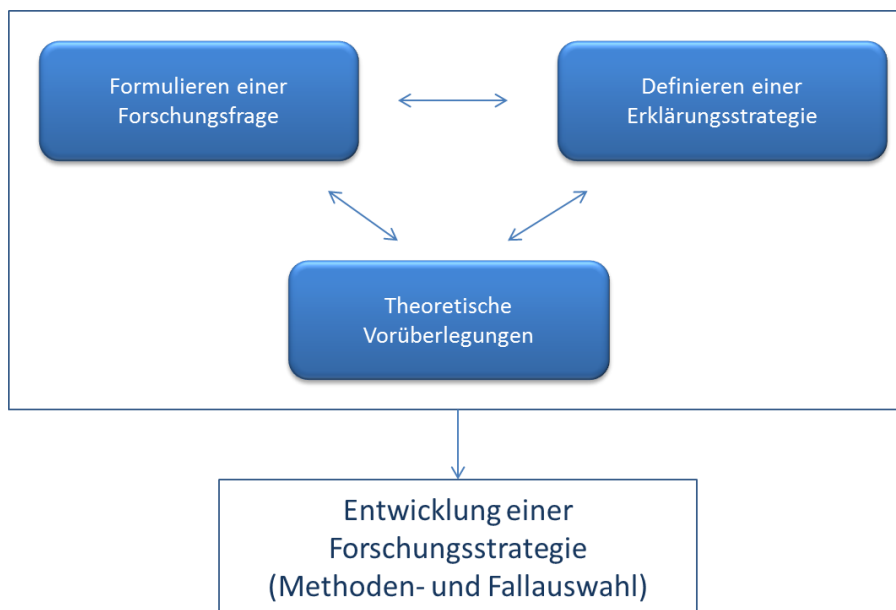 Formulieren einer
Forschungsfrage
Definieren einer
Erklärungsstrategie
Theoretische
Vorüberlegungen
Entwicklung einer
Forschungsstrategie
(Methoden- und Fallauswahl)